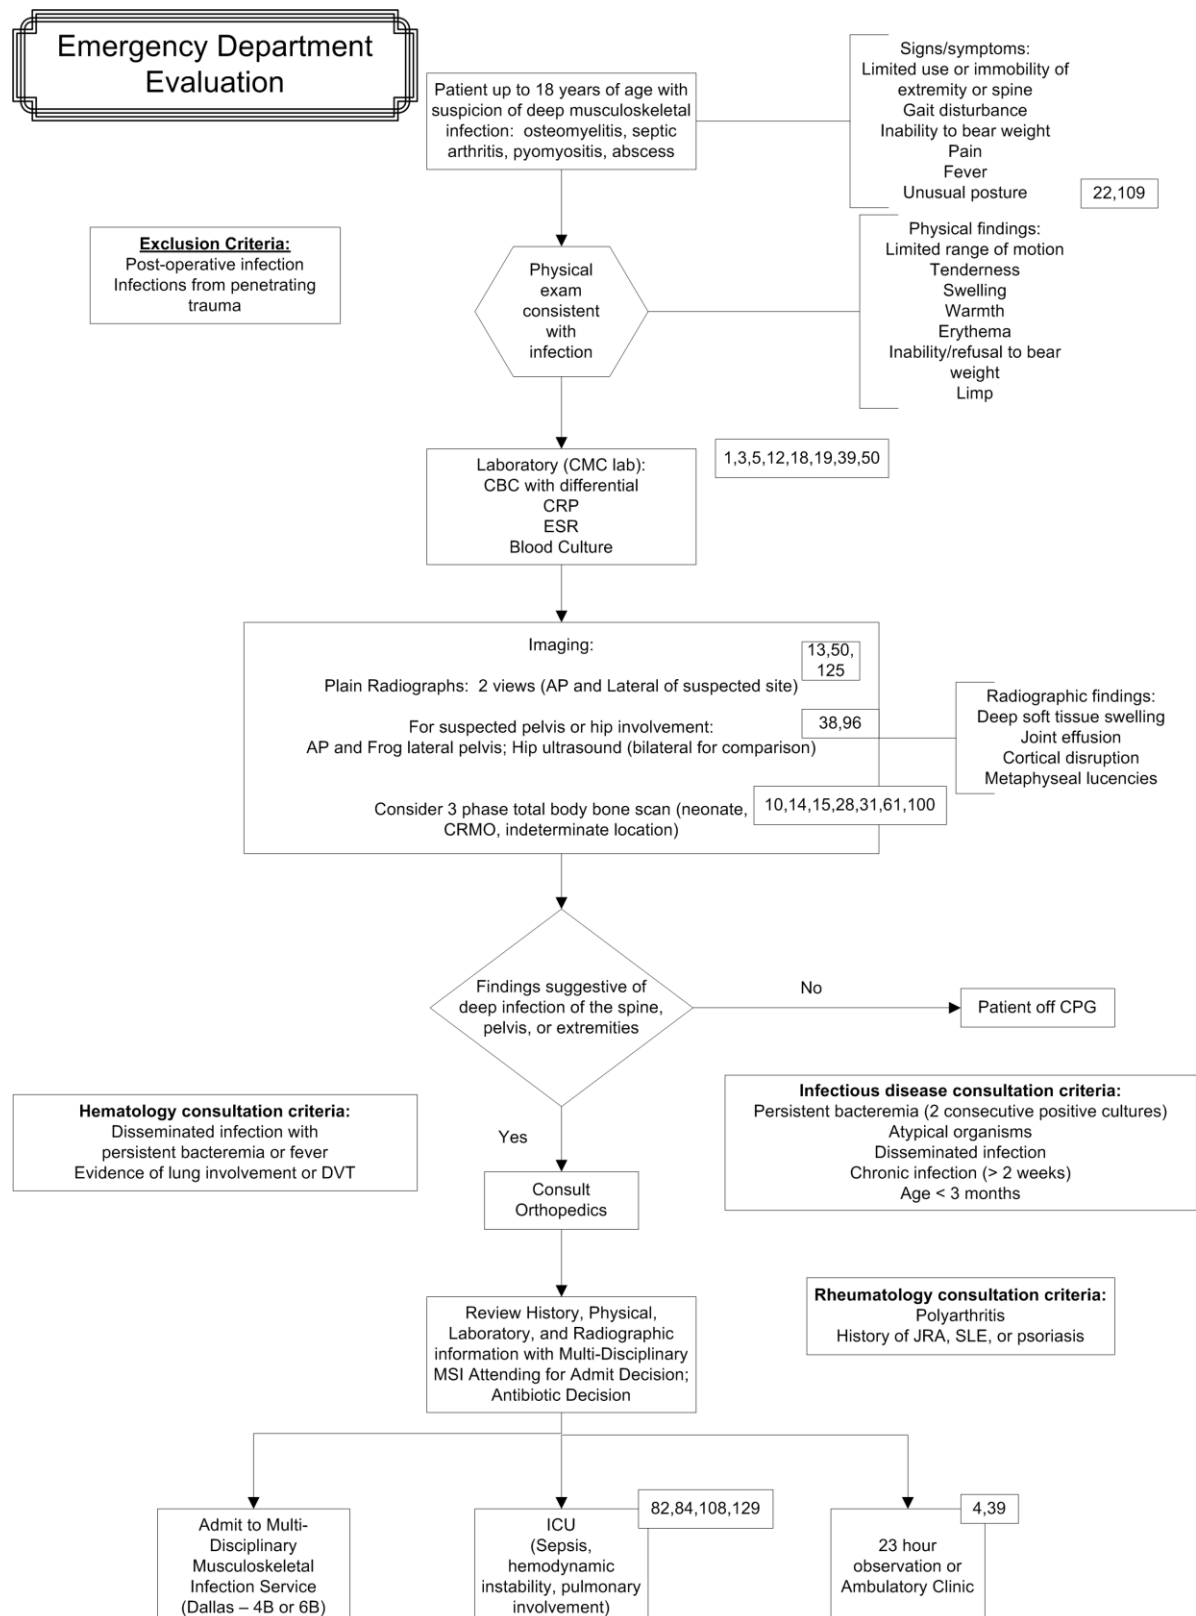 Emergency Department
Evaluation
Patient up to 18 years of age with
suspicion of deep musculoskeletal
infection:  osteomyelitis, septic
arthritis, pyomyositis, abscess
Signs/symptoms:
Limited use or immobility of
extremity or spine
Gait disturbance
Inability to bear weight
Pain
Fever
Unusual posture
22,109
Exclusion Criteria:
Post-operative infection
Infections from penetrating
trauma
Physical
exam
consistent
with
infection
Physical findings:
Limited range of motion
Tenderness
Swelling
Warmth
Erythema
Inability/refusal to bear
weight
Limp
Laboratory (CMC lab):
CBC with differential
CRP
ESR
Blood Culture
1,3,5,12,18,19,39,50
Imaging:
13,50,
125
Plain Radiographs:  2 views (AP and Lateral of suspected site)
For suspected pelvis or hip involvement:
AP and Frog lateral pelvis; Hip ultrasound (bilateral for comparison)
38,96
Consider 3 phase total body bone scan (neonate,
CRMO, indeterminate location)
10,14,15,28,31,61,100
Radiographic findings:
Deep soft tissue swelling
Joint effusion
Cortical disruption
Metaphyseal lucencies
Findings suggestive of
deep infection of the spine,
pelvis, or extremities
No
Patient off CPG
Hematology consultation criteria:
Disseminated infection with
persistent bacteremia or fever
Evidence of lung involvement or DVT
Yes
Infectious disease consultation criteria:
Persistent bacteremia (2 consecutive positive cultures)
Atypical organisms
Disseminated infection
Chronic infection (> 2 weeks)
Age < 3 months
Consult
Orthopedics
Review History, Physical,
Laboratory, and Radiographic
information with Multi-Disciplinary
MSI Attending for Admit Decision;
Antibiotic Decision
Rheumatology consultation criteria:
Polyarthritis
History of JRA, SLE, or psoriasis
Admit to Multi-
Disciplinary
Musculoskeletal
Infection Service
(Dallas – 4B or 6B)
ICU
(Sepsis,
hemodynamic
instability, pulmonary
involvement)
82,84,108,129
23 hour
observation or
Ambulatory Clinic
4,39